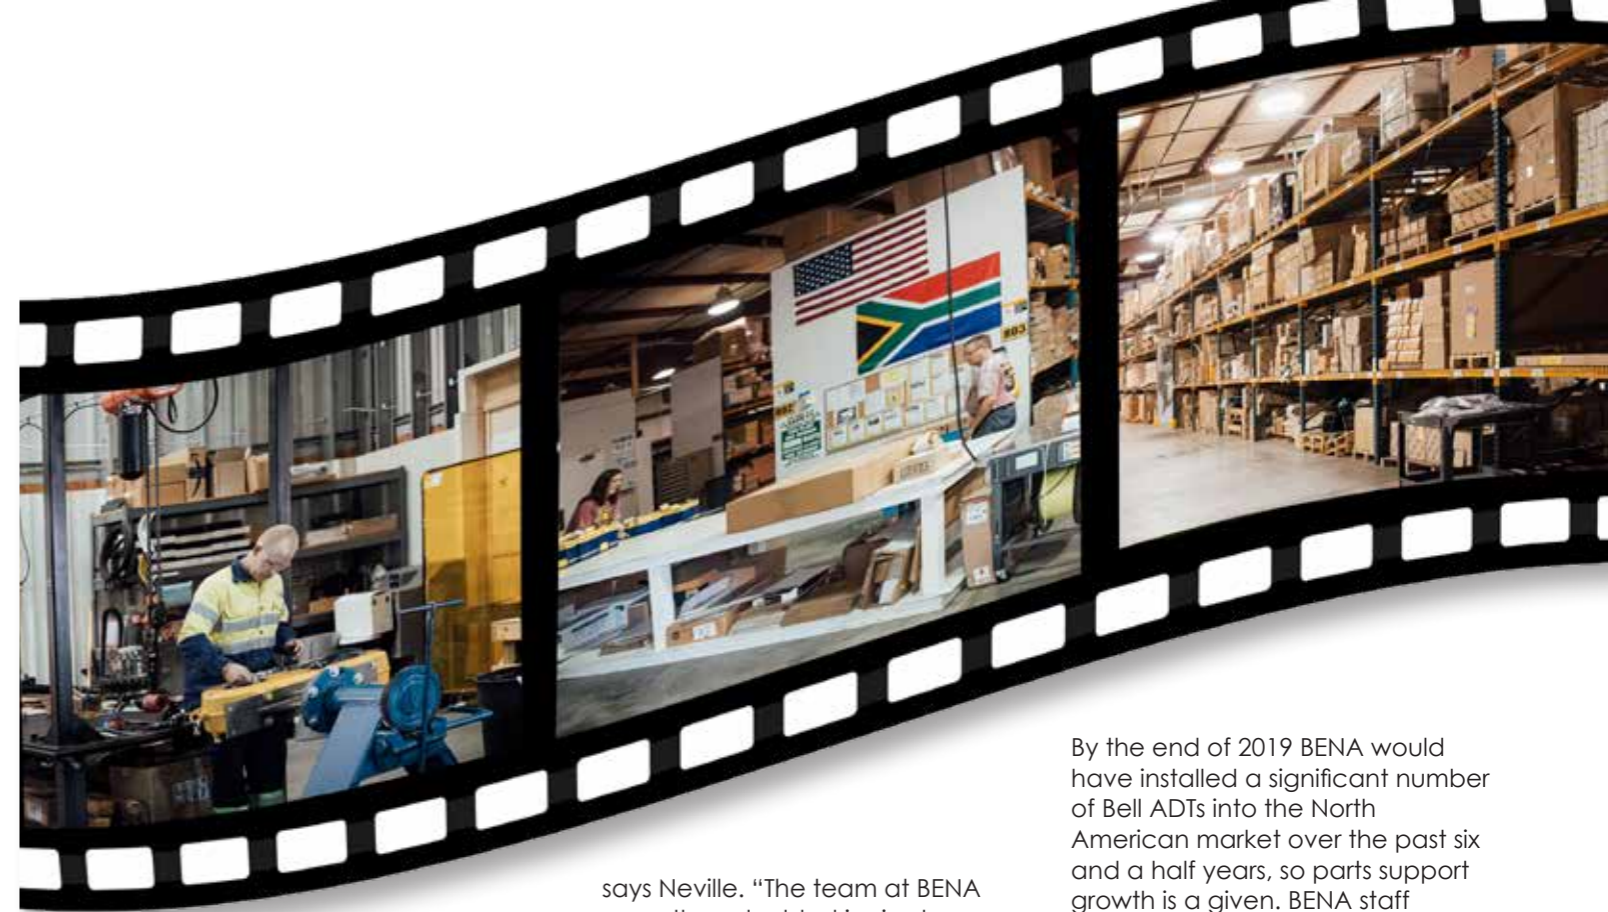 says Neville. “The team at BENA
By the end of 2019 BENA would
have installed a significant number
of Bell ADTs into the North
American market over the past six
and a half years, so parts support
growth is a given. BENA staff
803
802